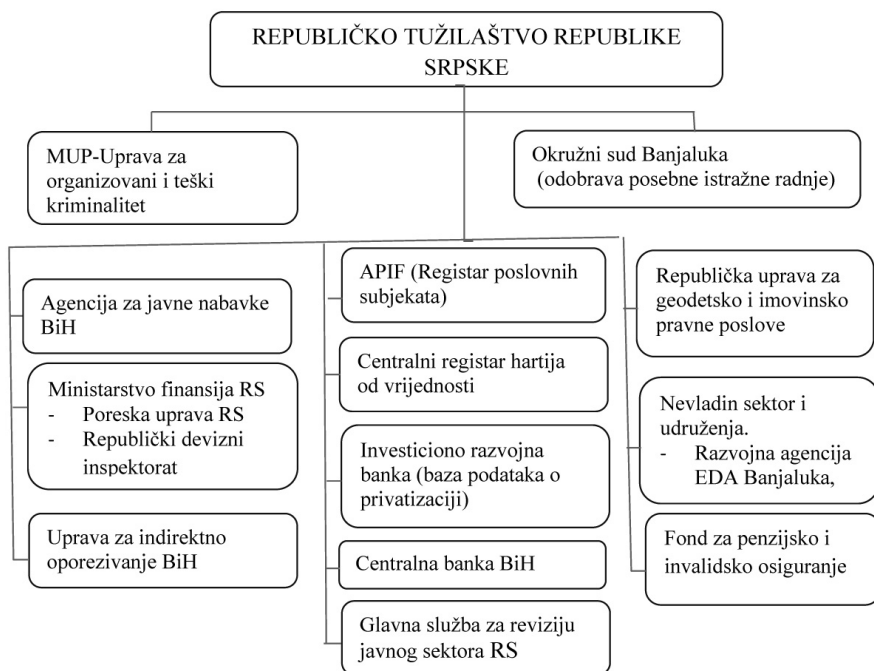 REPUBLIČKO TUŽILAŠTVO REPUBLIKE
SRPSKE
MUP-Uprava za
organizovani i teški
kriminalitet
Okružni sud Banjaluka
(odobrava posebne istražne radnje)
Agencija za javne nabavke
BiH
Ministarstvo finansija RS
- Poreska uprava RS
- Republički devizni
inspektorat
Uprava za indirektno
oporezivanje BiH
APIF (Registar poslovnih
subjekata)
Centralni registar hartija
od vrijednosti
Investiciono razvojna
banka (baza podataka o
privatizaciji)
Centralna banka BiH
Glavna služba za reviziju
javnog sektora RS
Republička uprava za
geodetsko i imovinsko
pravne poslove
Nevladin sektor i
udruženja.
- Razvojna agencija
EDA Banjaluka,
Fond za penzijsko i
invalidsko osiguranje